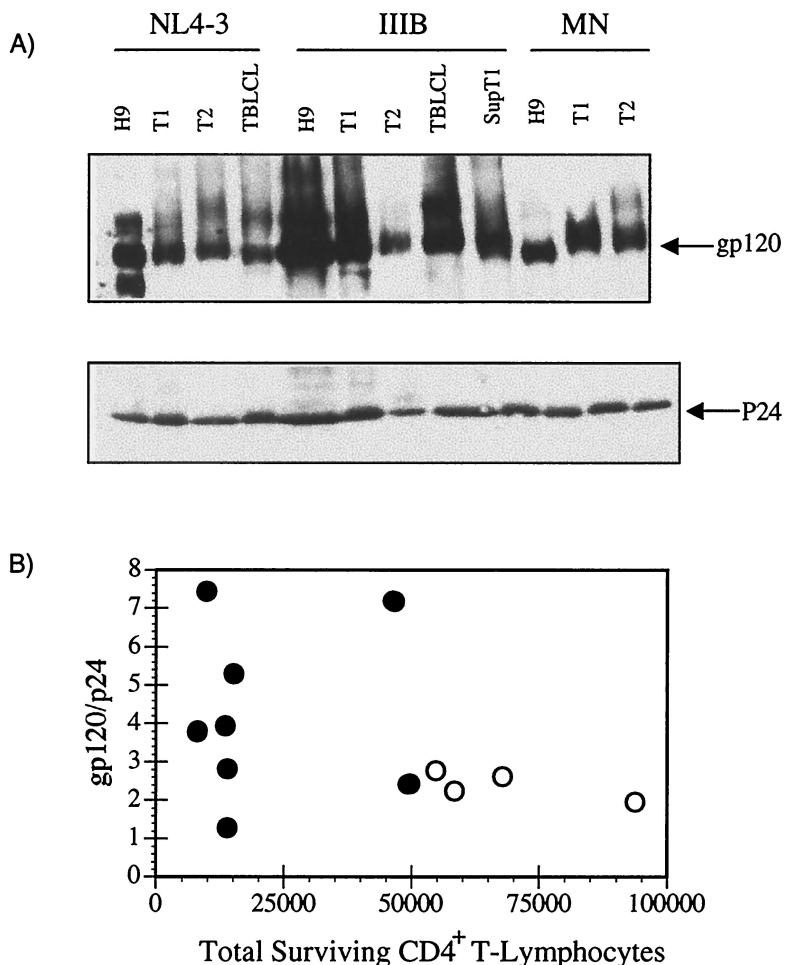 A)
NL4-3 IIIB MN
H9 T1 T2 TBLCL H9 T1 T2 TBLCL SupT1 H9 T1 T2
gp120
P24
B)
gp120/p24
8
7
6
5
4
3
2
1
0
0 25000 50000 75000 100000
Total Surviving CD4+ T-Lymphocytes